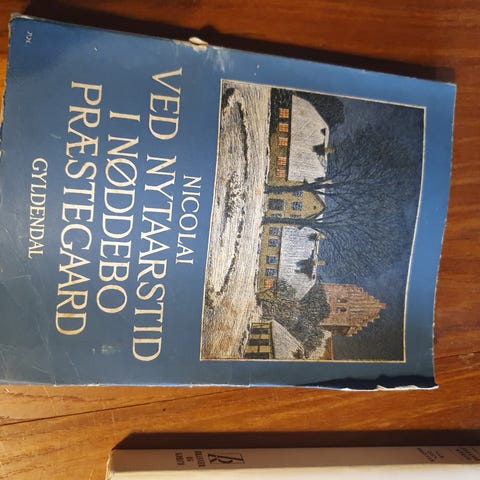 NICOLAI
VED NYTAARSTID
I NØDDEBO
PRÆSTEGAARD
GYLDENDAL